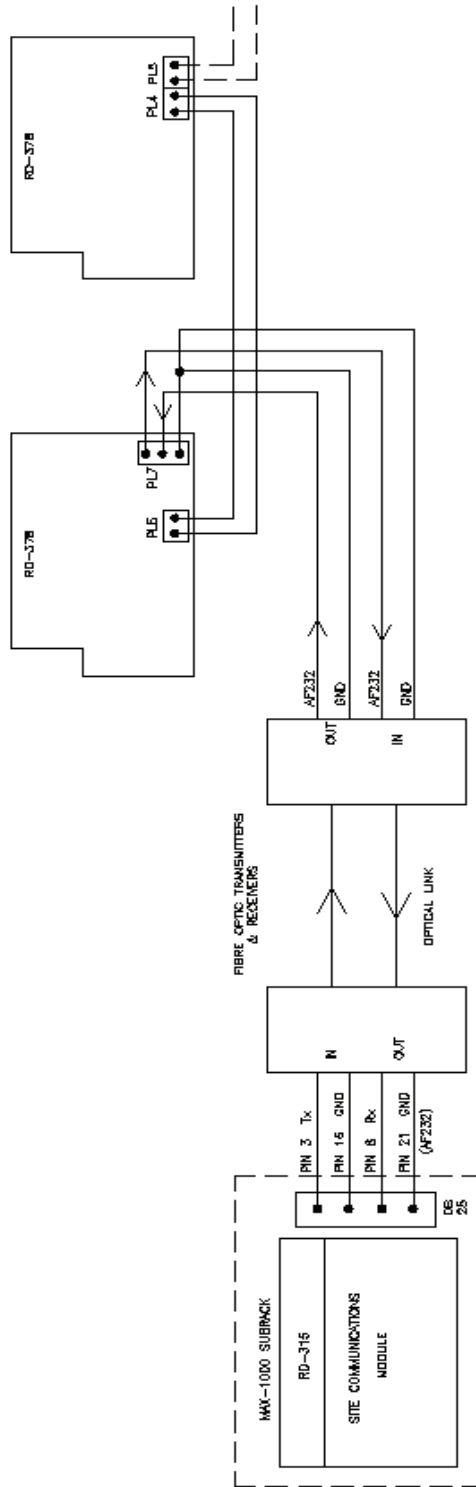 MAX-1000 SUBRACK
RD-315
SITE COMMUNICATIONS
MODULE
DB
25
PIN 3 Tx
PIN 16 GND
PIN 6 Rx
PIN 21 GND
(AF232)
IN
OUT
FIBRE OPTIC TRANSMITTERS
& RECEIVERS
OPTICAL LINK
OUT
IN
AF232
GND
AF232
GND
RD-378
PL6
PL7
RD-378
PL4
PL5